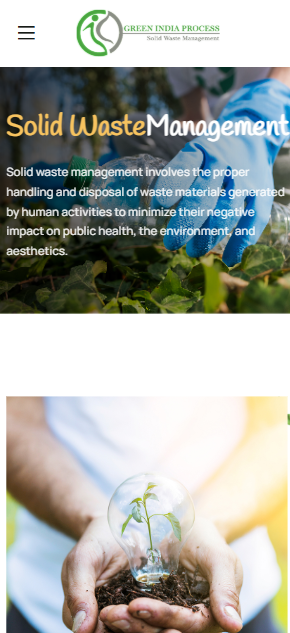 GREEN INDIA PROCESS
Solid Waste Management
Solid WasteManagement
Solid waste management involves the proper
handling and disposal of waste materials generated
by human activities to minimize their negative
impact on public health, the environment, and
aesthetics.